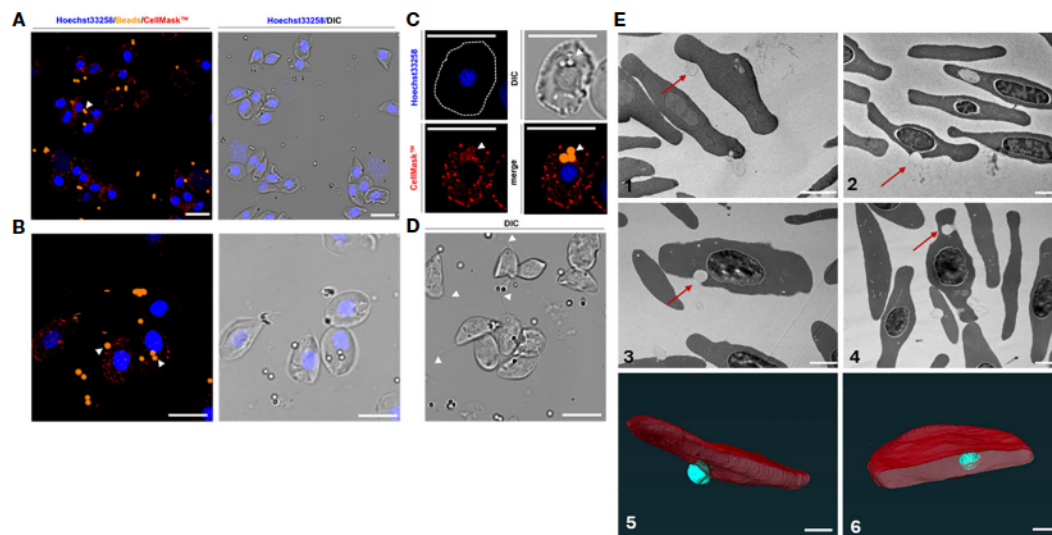 A
Hoechst33258/Beads/CellMask™
Hoechst33258/DIC
B
C
Hoechst33258
DIC
CellMask™
merge
D
DIC
E
1
2
3
4
5
6